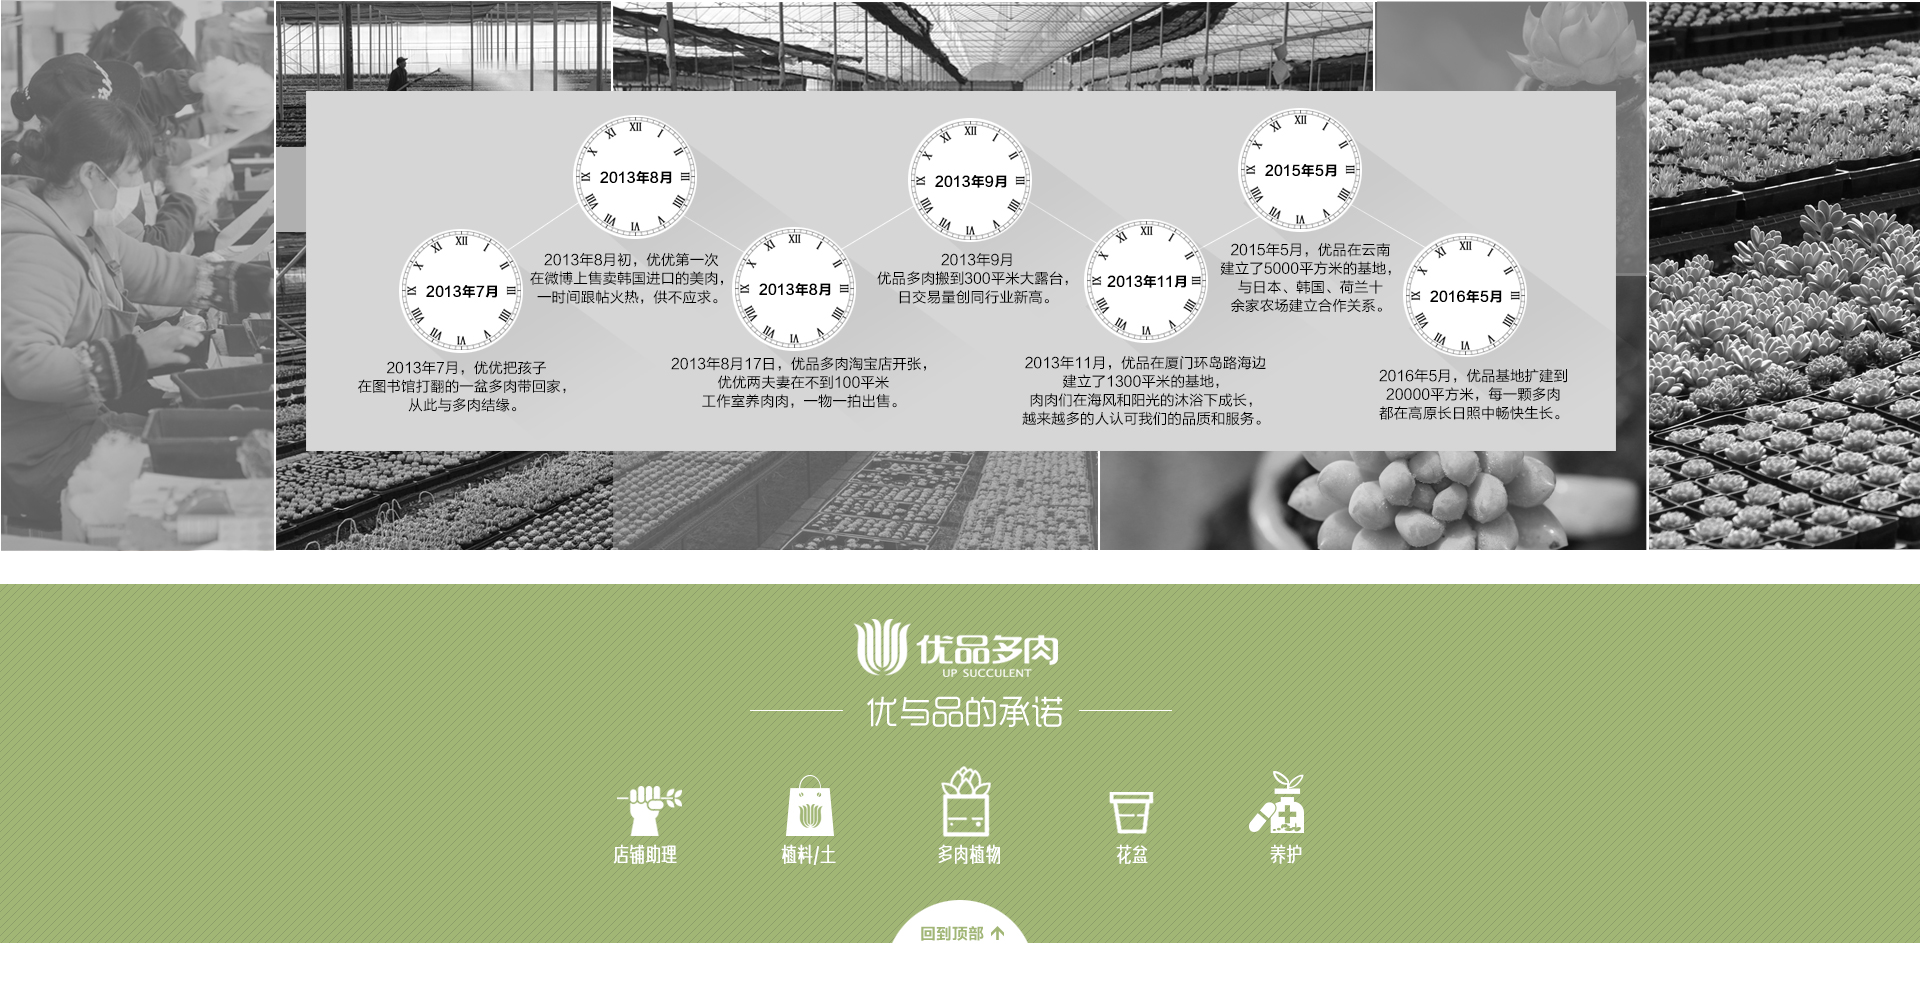 2013年7月
2013年7月，优优把孩子
在图书馆打翻的一盆多肉带回家，
从此与多肉结缘。
2013年8月
2013年8月初，优优第一次
在微博上售卖韩国进口的美肉，
一时间跟帖火热，供不应求。
2013年8月
2013年8月17日，优品多肉淘宝店开张，
优优两夫妻在不到100平米
工作室养肉肉，一物一拍出售。
2013年9月
2013年9月
优品多肉搬到300平米大露台，
日交易量创同行业新高。
2013年11月
2013年11月，优品在厦门环岛路海边
建立了1300平米的基地，
肉肉们在海风和阳光的沐浴下成长，
越来越多的人认可我们的品质和服务。
2015年5月
2015年5月，优品在云南
建立了5000平方米的基地，
与日本、韩国、荷兰十
余家农场建立合作关系。
2016年5月
2016年5月，优品基地扩建到
20000平方米，每一颗多肉
都在高原长日照中畅快生长。
优品多肉
UP SUCCULENT
优与品的承诺
店铺助理
植料/土
多肉植物
花盆
养护
回到顶部